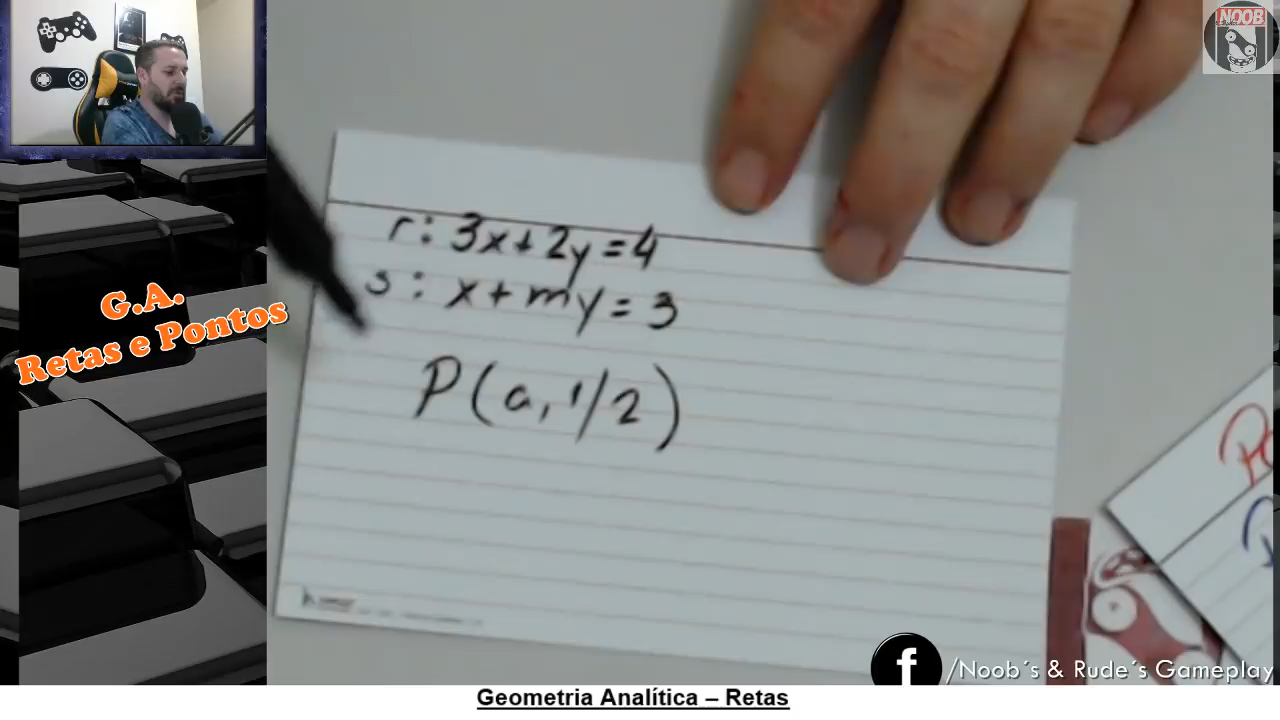 NOOB
r: 3x+2y=4
s: x+my=3
P(a, 1/2)
G.A.
Retas e Pontos
f /Noob´s & Rude´s Gameplay
Geometria Analítica – Retas